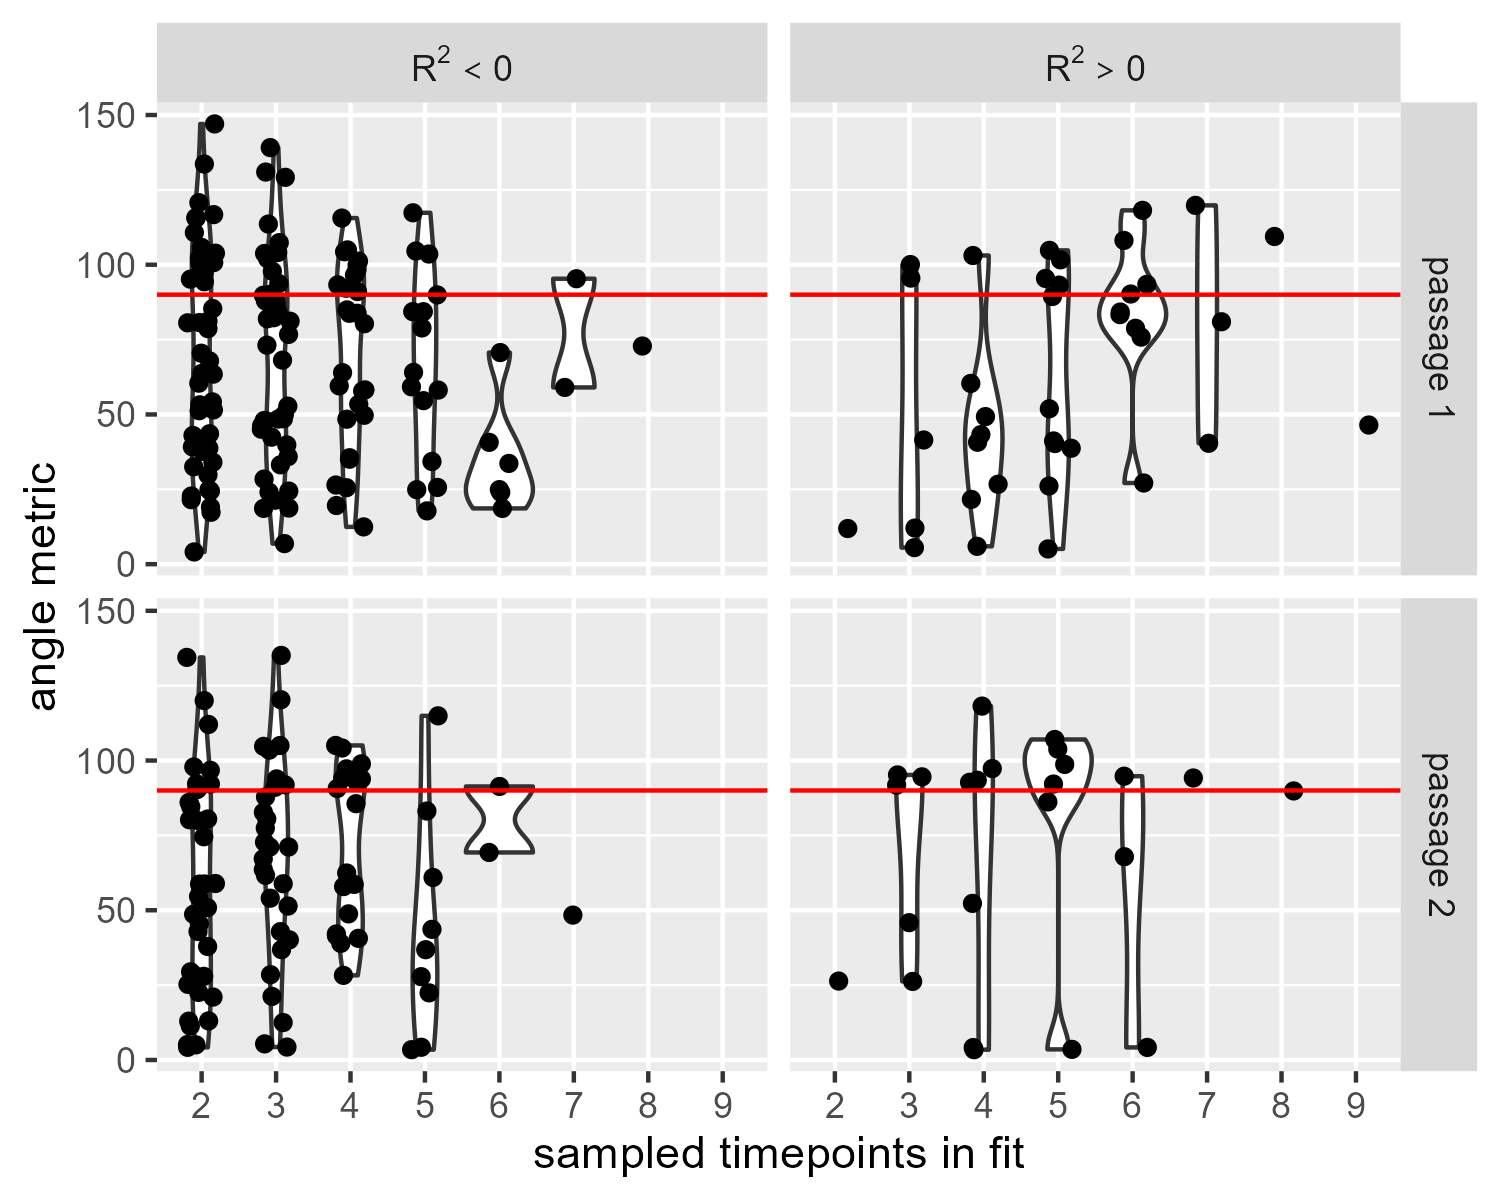 R² < 0
R² > 0
150
100
50
0
passage 1
150
100
50
0
passage 2
angle metric
2 3 4 5 6 7 8 9
2 3 4 5 6 7 8 9
sampled timepoints in fit